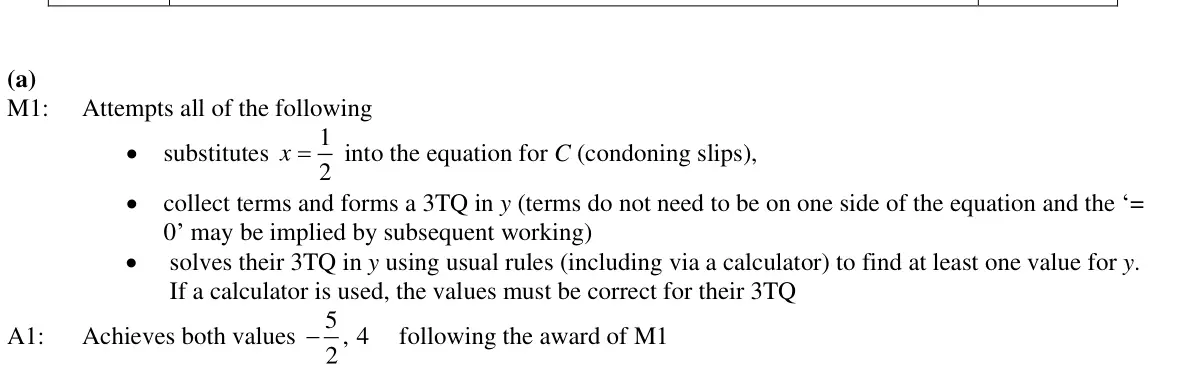 (a)
M1: Attempts all of the following
• substitutes x = 1/2 into the equation for C (condoning slips),
• collect terms and forms a 3TQ in y (terms do not need to be on one side of the equation and the ‘=
0’ may be implied by subsequent working)
• solves their 3TQ in y using usual rules (including via a calculator) to find at least one value for y.
If a calculator is used, the values must be correct for their 3TQ
A1: Achieves both values −5/2, 4 following the award of M1